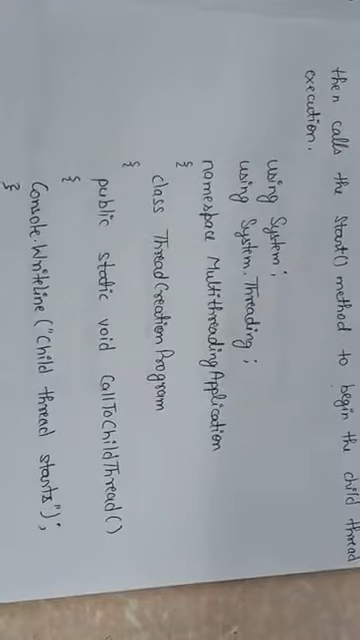 then calls the Start() method to begin the child thread
execution.
using System;
using System.Threading;
namespace MultithreadingApplication
{
class ThreadCreationProgram
{
public static void CallToChildThread()
{
Console.WriteLine ("Child thread starts");
}